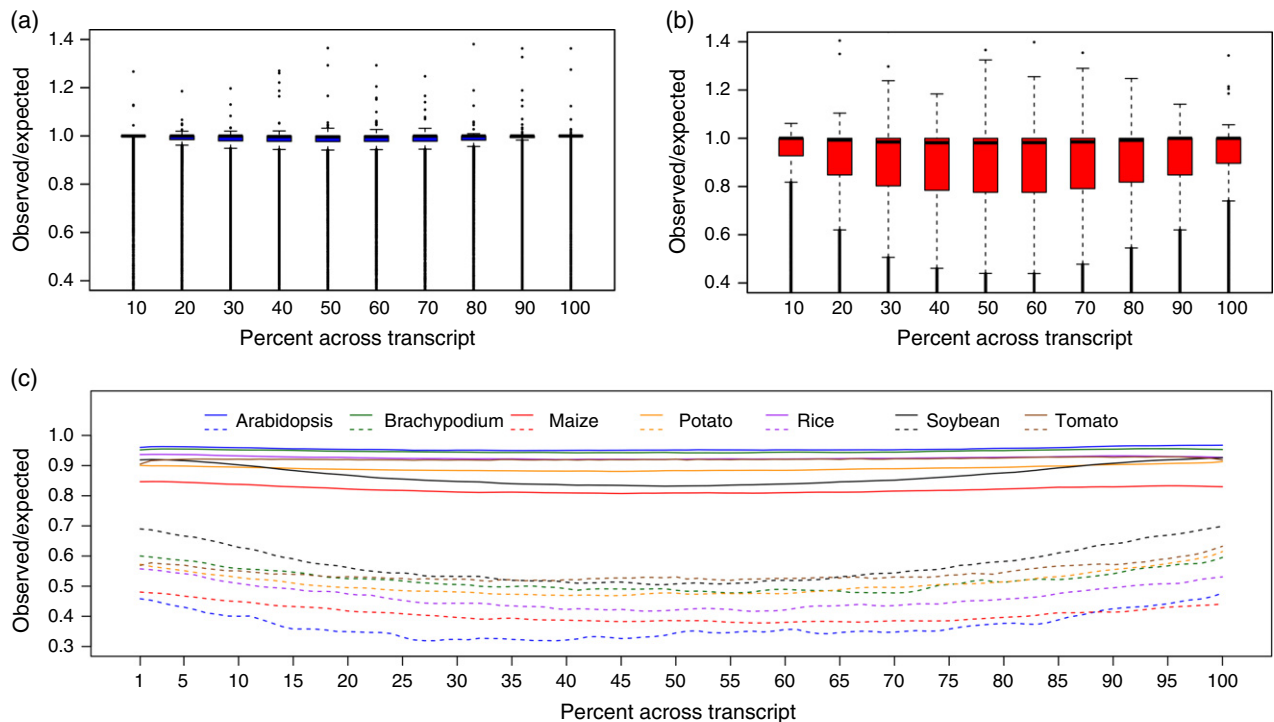 (a)
1.4
1.2
1.0
0.8
0.6
0.4
Observed/expected
10 20 30 40 50 60 70 80 90 100
Percent across transcript
(b)
1.4
1.2
1.0
0.8
0.6
0.4
Observed/expected
10 20 30 40 50 60 70 80 90 100
Percent across transcript
(c)
Arabidopsis Brachypodium Maize Potato Rice Soybean Tomato
1.0
0.9
0.8
0.7
0.6
0.5
0.4
0.3
Observed/expected
1 5 10 15 20 25 30 35 40 45 50 55 60 65 70 75 80 85 90 95 100
Percent across transcript